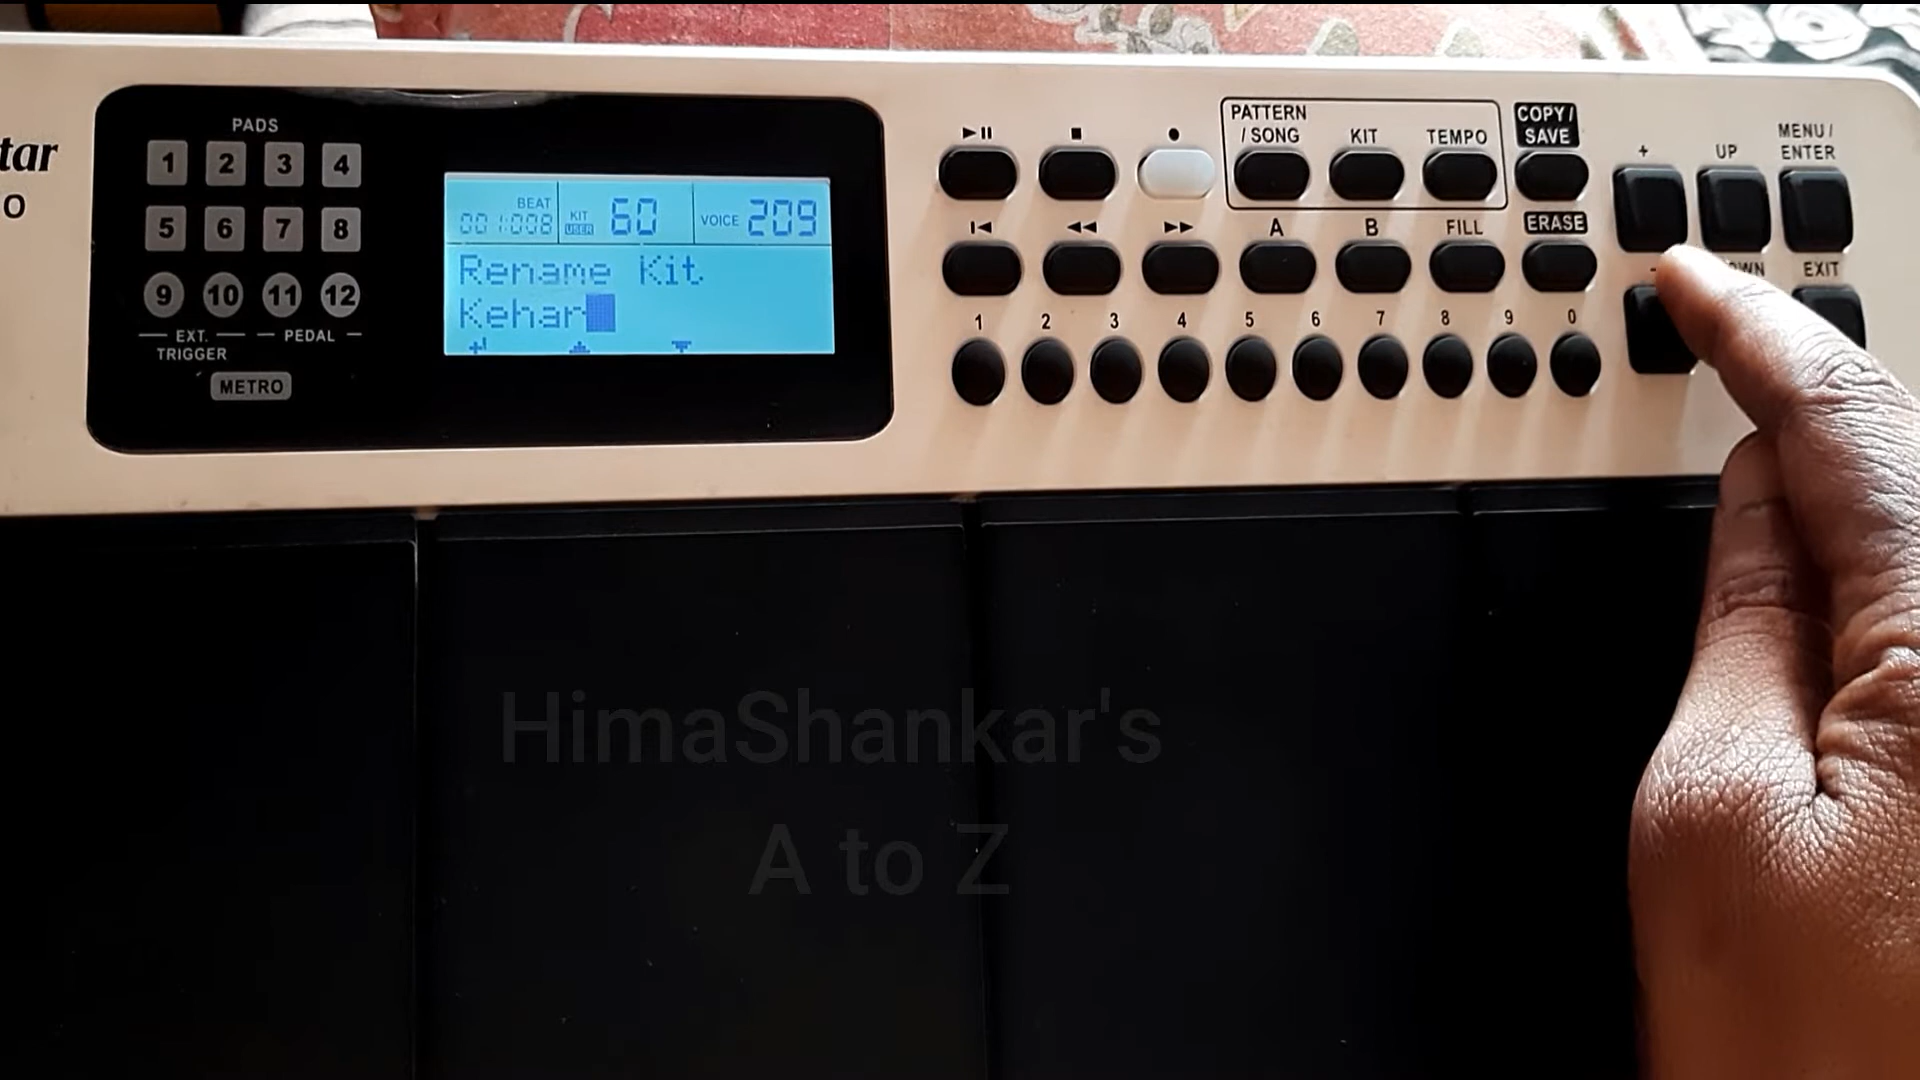 tar
PADS
1 2 3 4
5 6 7 8
9 10 11 12
EXT. PEDAL
TRIGGER
METRO
BEAT
001:008
KIT
USER
60
VOICE 209
Rename Kit
Kehar
PATTERN
/ SONG
KIT
TEMPO
COPY /
SAVE
A
B
FILL
ERASE
1 2 3 4 5 6 7 8 9 0
+
UP
MENU /
ENTER
EXIT
HimaShankar's
A to Z